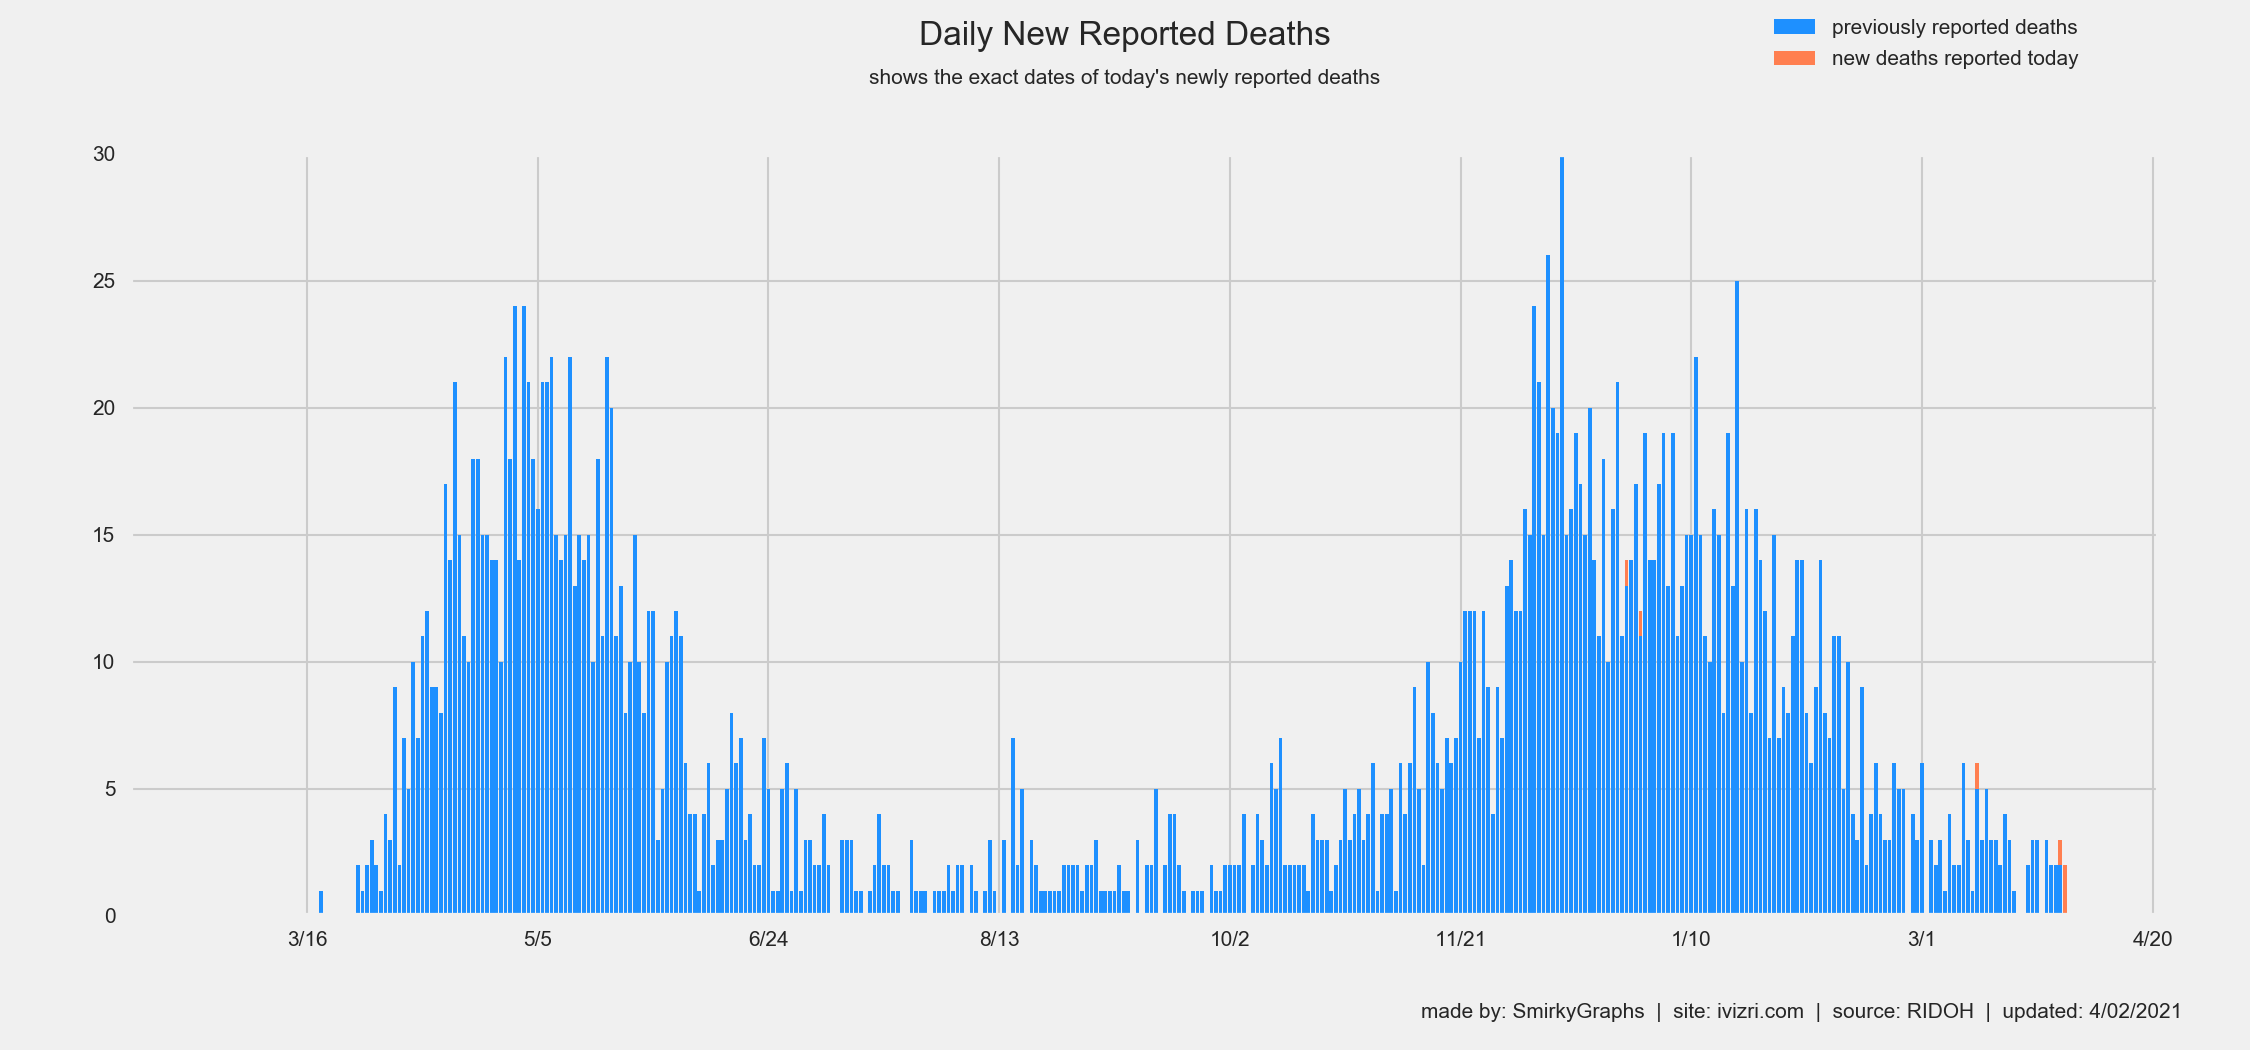 Daily New Reported Deaths
shows the exact dates of today's newly reported deaths
previously reported deaths
new deaths reported today
30
25
20
15
10
5
0
3/16 5/5 6/24 8/13 10/2 11/21 1/10 3/1 4/20
made by: SmirkyGraphs | site: ivizri.com | source: RIDOH | updated: 4/02/2021